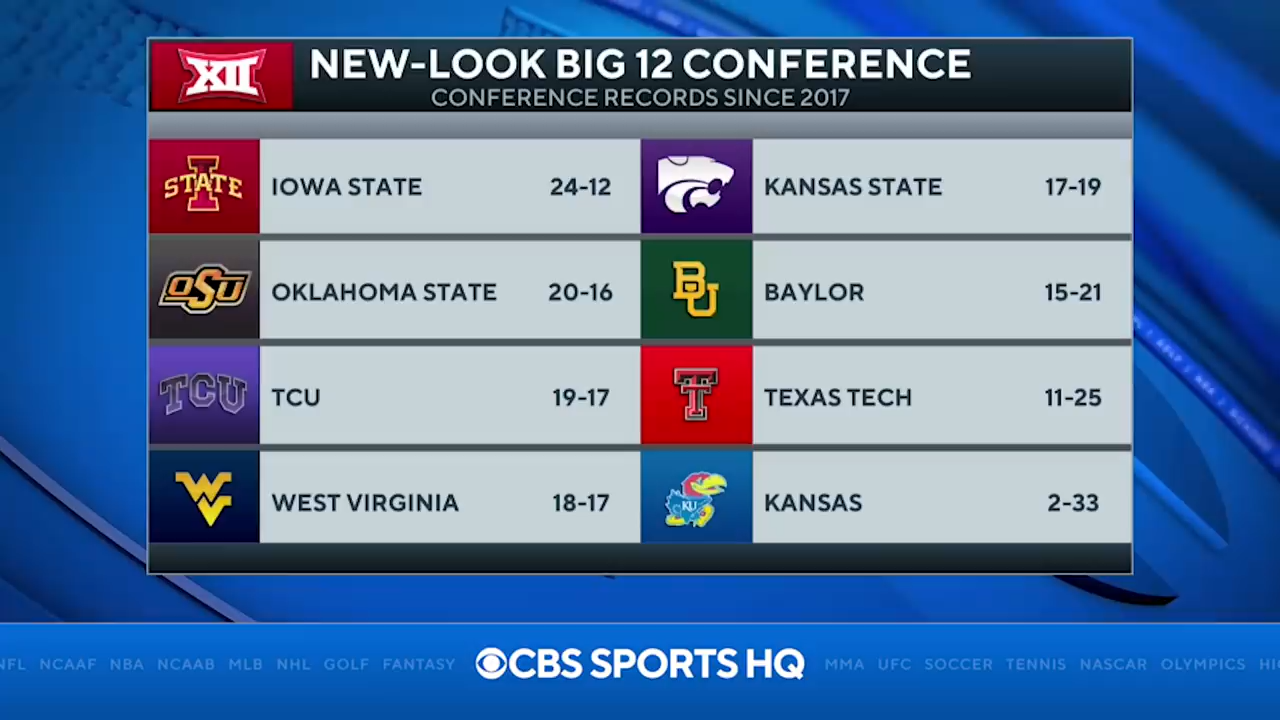 XII
NEW-LOOK BIG 12 CONFERENCE
CONFERENCE RECORDS SINCE 2017
STATE
I
IOWA STATE 24-12
KANSAS STATE 17-19
OSU
OKLAHOMA STATE 20-16
BU
BAYLOR 15-21
TCU
TCU 19-17
TT
TEXAS TECH 11-25
WV
WEST VIRGINIA 18-17
KU
KANSAS 2-33
NFL NCAAF NBA NCAAB MLB NHL GOLF FANTASY
CBS SPORTS HQ
MMA UFC SOCCER TENNIS NASCAR OLYMPICS